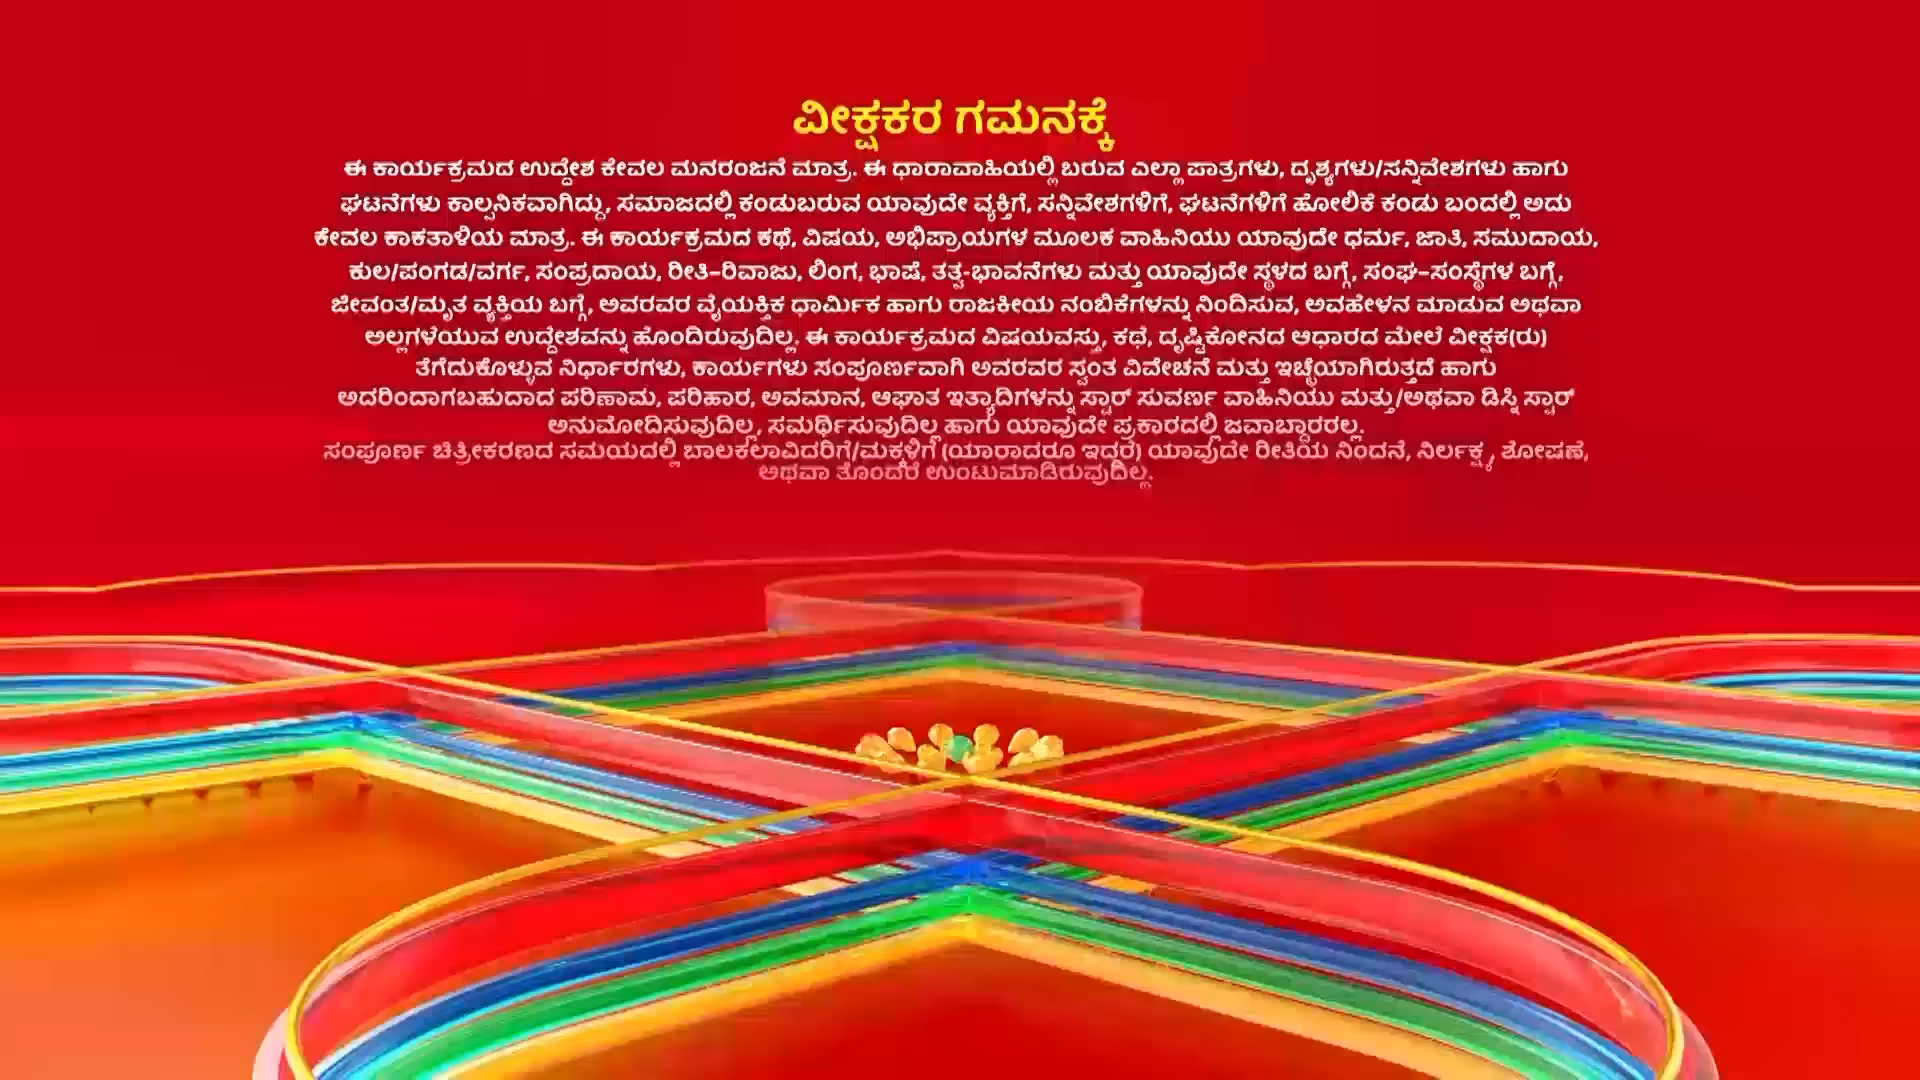 ವೀಕ್ಷಕರ ಗಮನಕ್ಕೆ
ಈ ಕಾರ್ಯಕ್ರಮದ ಉದ್ದೇಶ ಕೇವಲ ಮನರಂಜನೆ ಮಾತ್ರ. ಈ ಧಾರಾವಾಹಿಯಲ್ಲಿ ಬರುವ ಎಲ್ಲಾ ಪಾತ್ರಗಳು, ದೃಶ್ಯಗಳು/ಸನ್ನಿವೇಶಗಳು ಹಾಗು
ಘಟನೆಗಳು ಕಾಲ್ಪನಿಕವಾಗಿದ್ದು, ಸಮಾಜದಲ್ಲಿ ಕಂಡುಬರುವ ಯಾವುದೇ ವ್ಯಕ್ತಿಗೆ, ಸನ್ನಿವೇಶಗಳಿಗೆ, ಘಟನೆಗಳಿಗೆ ಹೋಲಿಕೆ ಕಂಡು ಬಂದಲ್ಲಿ ಅದು
ಕೇವಲ ಕಾಕತಾಳಿಯ ಮಾತ್ರ. ಈ ಕಾರ್ಯಕ್ರಮದ ಕಥೆ, ವಿಷಯ, ಅಭಿಪ್ರಾಯಗಳ ಮೂಲಕ ವಾಹಿನಿಯು ಯಾವುದೇ ಧರ್ಮ, ಜಾತಿ, ಸಮುದಾಯ,
ಕುಲ/ಪಂಗಡ/ವರ್ಗ, ಸಂಪ್ರದಾಯ, ರೀತಿ-ರಿವಾಜು, ಲಿಂಗ, ಭಾಷೆ, ತತ್ವ-ಭಾವನೆಗಳು ಮತ್ತು ಯಾವುದೇ ಸ್ಥಳದ ಬಗ್ಗೆ, ಸಂಘ-ಸಂಸ್ಥೆಗಳ ಬಗ್ಗೆ,
ಜೀವಂತ/ಮೃತ ವ್ಯಕ್ತಿಯ ಬಗ್ಗೆ, ಅವರವರ ವೈಯಕ್ತಿಕ ಧಾರ್ಮಿಕ ಹಾಗು ರಾಜಕೀಯ ನಂಬಿಕೆಗಳನ್ನು ನಿಂದಿಸುವ, ಅವಹೇಳನ ಮಾಡುವ ಅಥವಾ
ಅಲ್ಲಗಳೆಯುವ ಉದ್ದೇಶವನ್ನು ಹೊಂದಿರುವುದಿಲ್ಲ. ಈ ಕಾರ್ಯಕ್ರಮದ ವಿಷಯವಸ್ತು, ಕಥೆ, ದೃಷ್ಟಿಕೋನದ ಆಧಾರದ ಮೇಲೆ ವೀಕ್ಷಕ(ರು)
ತೆಗೆದುಕೊಳ್ಳುವ ನಿರ್ಧಾರಗಳು, ಕಾರ್ಯಗಳು ಸಂಪೂರ್ಣವಾಗಿ ಅವರವರ ಸ್ವಂತ ವಿವೇಚನೆ ಮತ್ತು ಇಚ್ಛೆಯಾಗಿರುತ್ತದೆ ಹಾಗು
ಅದರಿಂದಾಗಬಹುದಾದ ಪರಿಣಾಮ, ಪರಿಹಾರ, ಅವಮಾನ, ಆಘಾತ ಇತ್ಯಾದಿಗಳನ್ನು ಸ್ಟಾರ್ ಸುವರ್ಣ ವಾಹಿನಿಯು ಮತ್ತು/ಅಥವಾ ಡಿಸ್ನಿ ಸ್ಟಾರ್
ಅನುಮೋದಿಸುವುದಿಲ್ಲ, ಸಮರ್ಥಿಸುವುದಿಲ್ಲ ಹಾಗು ಯಾವುದೇ ಪ್ರಕಾರದಲ್ಲಿ ಜವಾಬ್ದಾರರಲ್ಲ.
ಸಂಪೂರ್ಣ ಚಿತ್ರೀಕರಣದ ಸಮಯದಲ್ಲಿ ಬಾಲಕಲಾವಿದರಿಗೆ/ಮಕ್ಕಳಿಗೆ (ಯಾರಾದರೂ ಇದ್ದರೆ) ಯಾವುದೇ ರೀತಿಯ ನಿಂದನೆ, ನಿರ್ಲಕ್ಷ್ಯ, ಶೋಷಣೆ,
ಅಥವಾ ತೊಂದರೆ ಉಂಟುಮಾಡಿರುವುದಿಲ್ಲ.